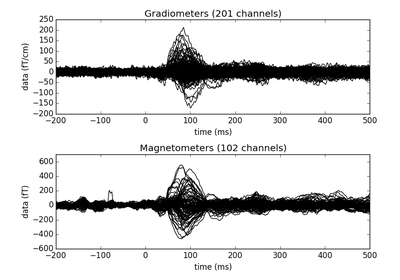 Gradiometers (201 channels)
250
200
150
100
50
0
−50
−100
−150
−200
data (fT/cm)
−200 −100 0 100 200 300 400 500
time (ms)
Magnetometers (102 channels)
600
400
200
0
−200
−400
−600
data (fT)
−200 −100 0 100 200 300 400 500
time (ms)